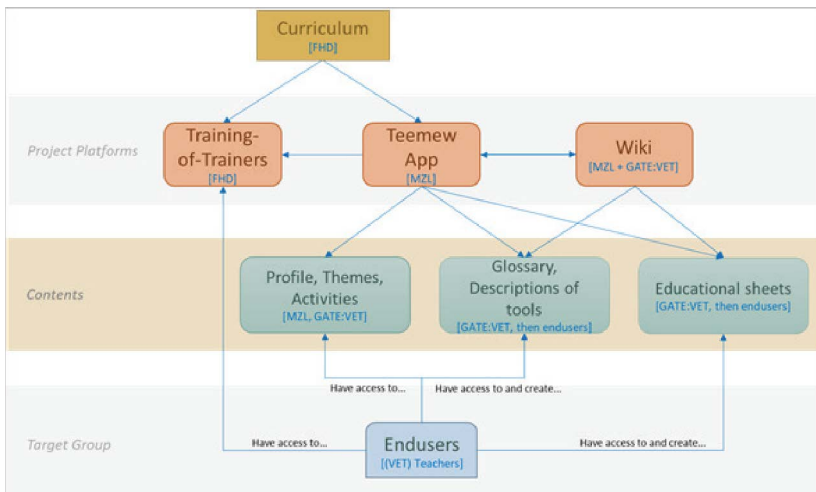 Curriculum
[FHD]
Project Platforms
Training-
of-Trainers
[FHD]
Teemew
App
[MZL]
Wiki
[MZL + GATE:VET]
Contents
Profile, Themes,
Activities
[MZL, GATE:VET]
Glossary,
Descriptions of
tools
[GATE:VET, then endusers]
Educational sheets
[GATE:VET, then endusers]
Have access to...
Have access to and create...
Target Group
Have access to...
Endusers
[(VET) Teachers]
Have access to and create...